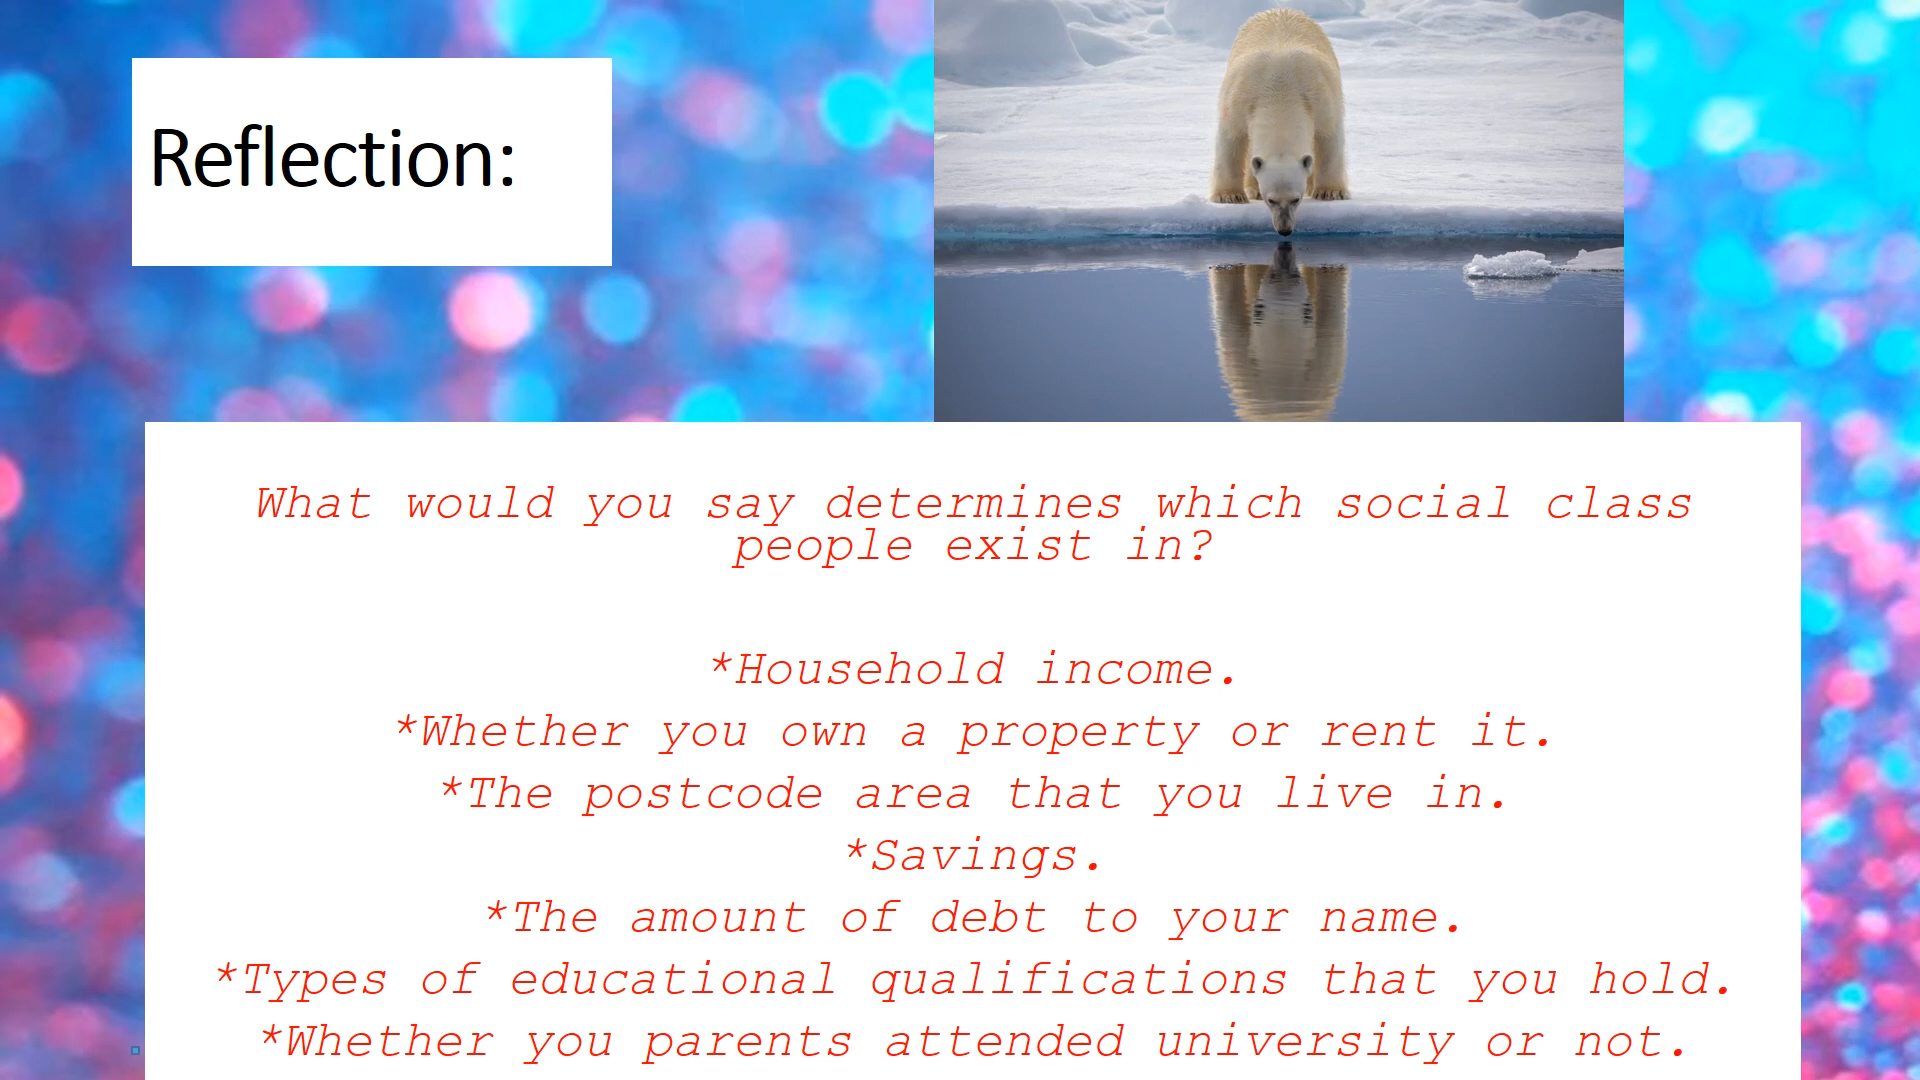 Reflection:
What would you say determines which social class
people exist in?
*Household income.
*Whether you own a property or rent it.
*The postcode area that you live in.
*Savings.
*The amount of debt to your name.
*Types of educational qualifications that you hold.
*Whether you parents attended university or not.